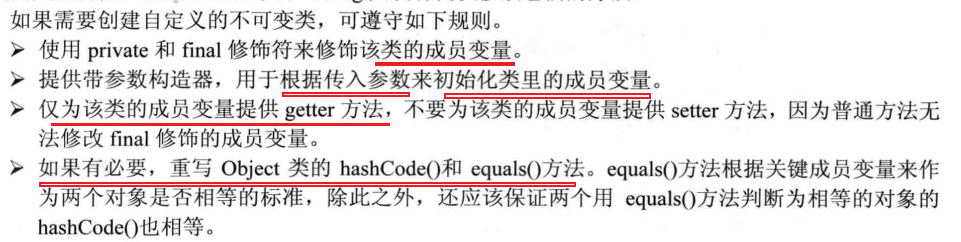 如果需要创建自定义的不可变类，可遵守如下规则。
➢ 使用 private 和 final 修饰符来修饰该类的成员变量。
➢ 提供带参数构造器，用于根据传入参数来初始化类里的成员变量。
➢ 仅为该类的成员变量提供 getter 方法，不要为该类的成员变量提供 setter 方法，因为普通方法无
法修改 final 修饰的成员变量。
➢ 如果有必要，重写 Object 类的 hashCode()和 equals()方法。equals()方法根据关键成员变量来作
为两个对象是否相等的标准，除此之外，还应该保证两个用 equals()方法判断为相等的对象的
hashCode()也相等。